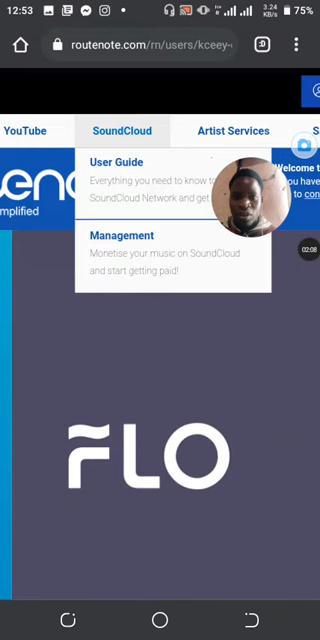 12:53
3.24
KB/s
75%
routenote.com/rn/users/kceey-
:D
YouTube
SoundCloud
Artist Services
S
User Guide
Everything you need to know to
SoundCloud Network and get
Management
Monetise your music on SoundCloud
and start getting paid!
Welcome t
ou have
to con
mplified
02:08
FLO